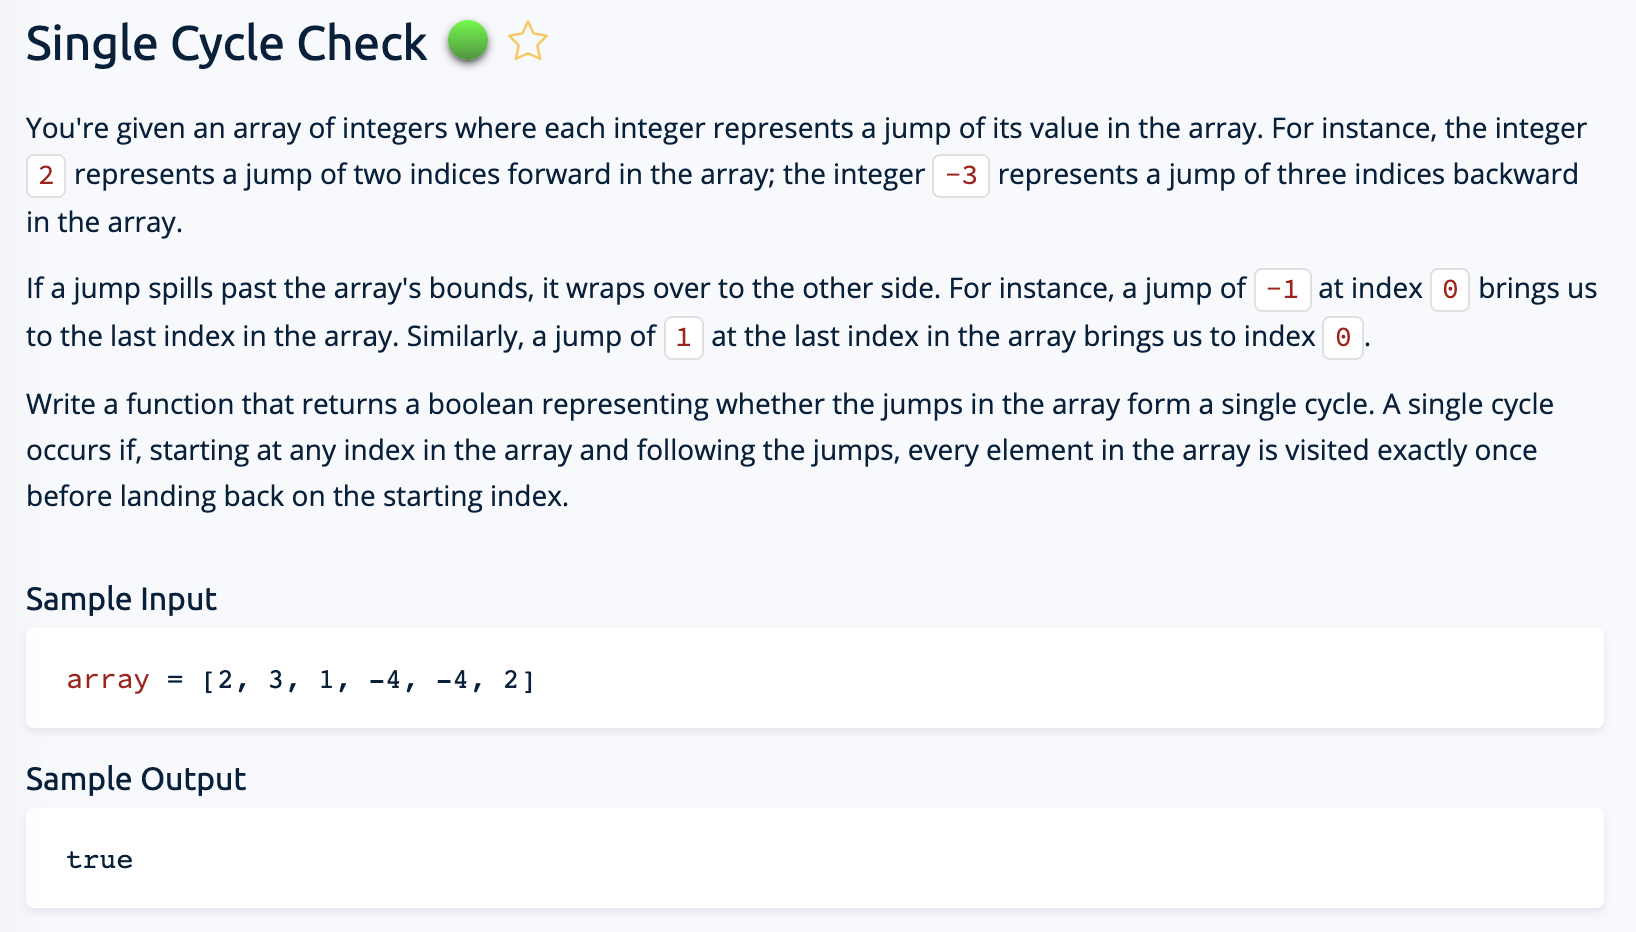 Single Cycle Check
You're given an array of integers where each integer represents a jump of its value in the array. For instance, the integer
2 represents a jump of two indices forward in the array; the integer -3 represents a jump of three indices backward
in the array.
If a jump spills past the array's bounds, it wraps over to the other side. For instance, a jump of -1 at index 0 brings us
to the last index in the array. Similarly, a jump of 1 at the last index in the array brings us to index 0.
Write a function that returns a boolean representing whether the jumps in the array form a single cycle. A single cycle
occurs if, starting at any index in the array and following the jumps, every element in the array is visited exactly once
before landing back on the starting index.
Sample Input
array = [2, 3, 1, -4, -4, 2]
Sample Output
true